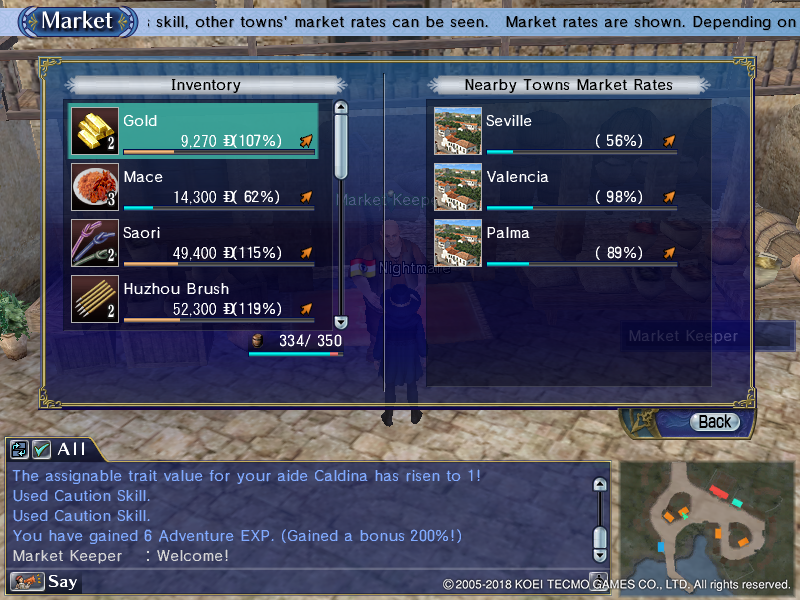 Market
s skill, other towns' market rates can be seen.   Market rates are shown. Depending on
Inventory
Gold
2
9,270 D(107%)
Mace
3
14,300 D( 62%)
Saori
2
49,400 D(115%)
Huzhou Brush
2
52,300 D(119%)
334/ 350
Nearby Towns Market Rates
Seville
( 56%)
Valencia
( 98%)
Palma
( 89%)
Market Keeper
Nightmare
Market Keeper
Back
All
The assignable trait value for your aide Caldina has risen to 1!
Used Caution Skill.
Used Caution Skill.
You have gained 6 Adventure EXP. (Gained a bonus 200%!)
Market Keeper : Welcome!
Say
©2005-2018 KOEI TECMO GAMES CO., LTD. All rights reserved.